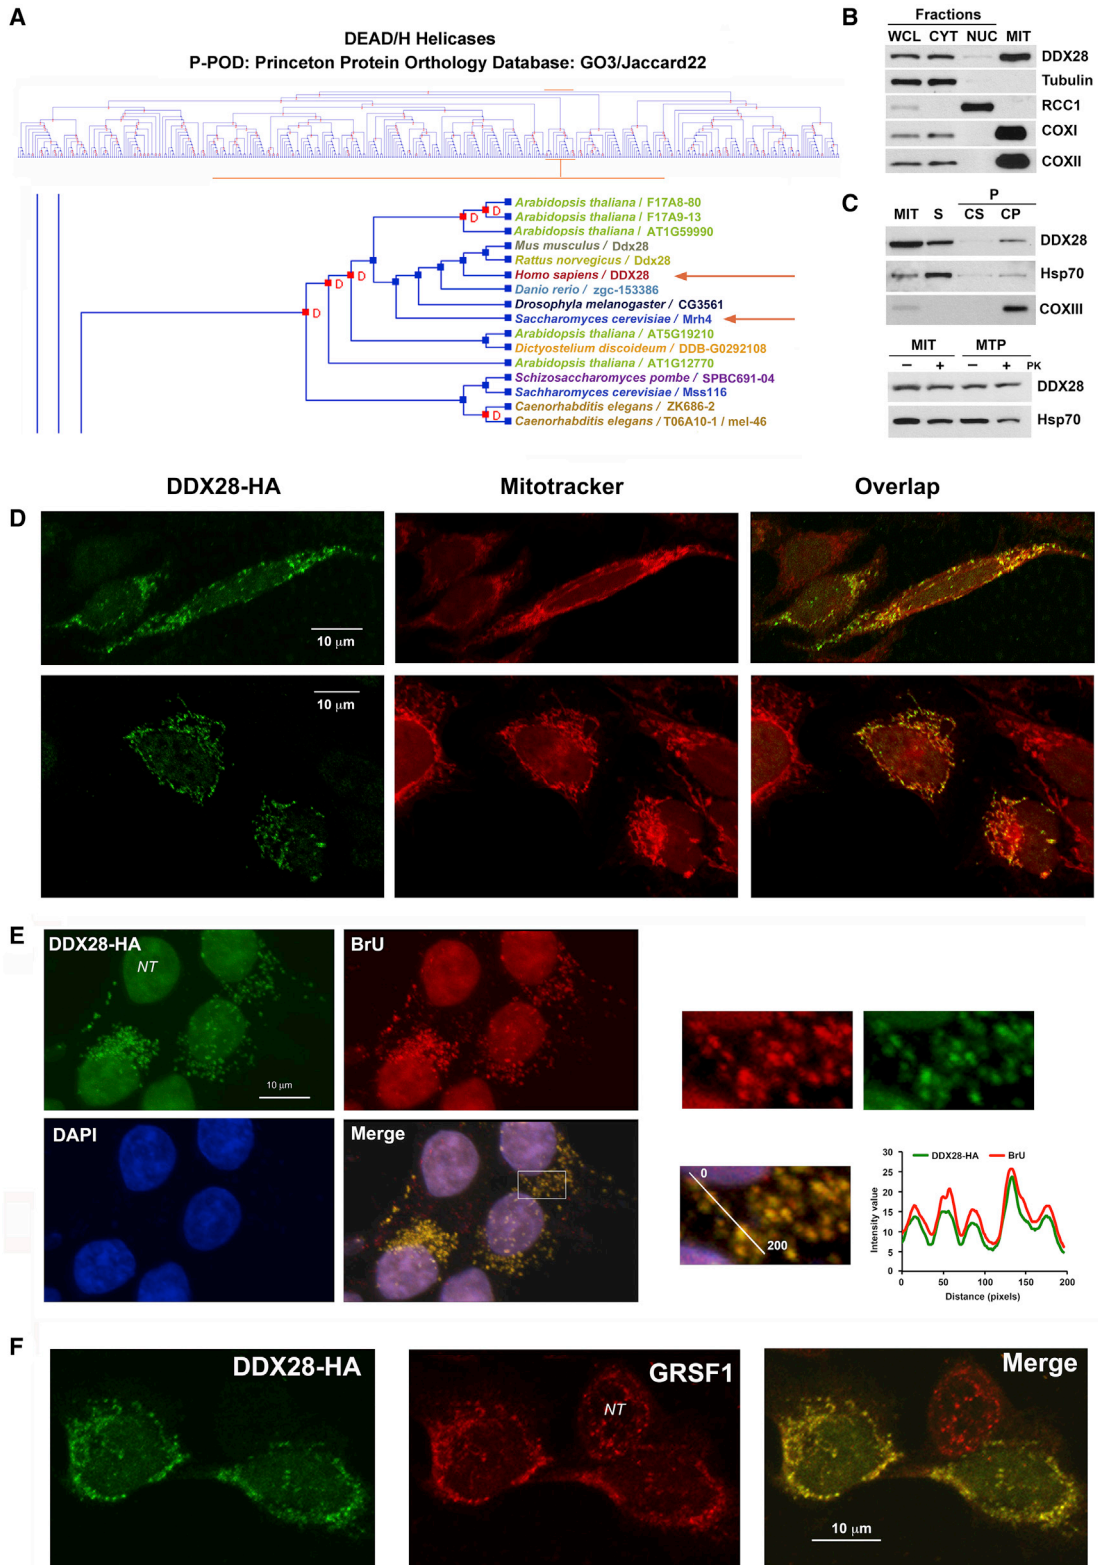 A
DEAD/H Helicases
P-POD: Princeton Protein Orthology Database: GO3/Jaccard22
D
D Arabidopsis thaliana / F17A8-80
Arabidopsis thaliana / F17A9-13
Arabidopsis thaliana / AT1G59990
Mus musculus / Ddx28
Rattus norvegicus / Ddx28
D
D
Homo sapiens / DDX28
Danio rerio / zgc-153386
Drosophyla melanogaster / CG3561
D
Saccharomyces cerevisiae / Mrh4
Arabidopsis thaliana / AT5G19210
Dictyostelium discoideum / DDB-G0292108
Arabidopsis thaliana / AT1G12770
Schizosaccharomyces pombe / SPBC691-04
Sachharomyces cerevisiae / Mss116
D Caenorhabditis elegans / ZK686-2
Caenorhabditis elegans / T06A10-1 / mel-46
B
Fractions
WCL CYT NUC MIT
DDX28
Tubulin
RCC1
COXI
COXII
C
P
MIT S CS CP
DDX28
Hsp70
COXIII
MIT MTP
– + – + PK
DDX28
Hsp70
DDX28-HA Mitotracker Overlap
D
10 μm
10 μm
E
DDX28-HA
NT
10 μm
BrU
DAPI
Merge
0
200
DDX28-HA BrU
Intensity value
30
25
20
15
10
5
0
0 50 100 150 200
Distance (pixels)
F
DDX28-HA
GRSF1
NT
Merge
10 μm